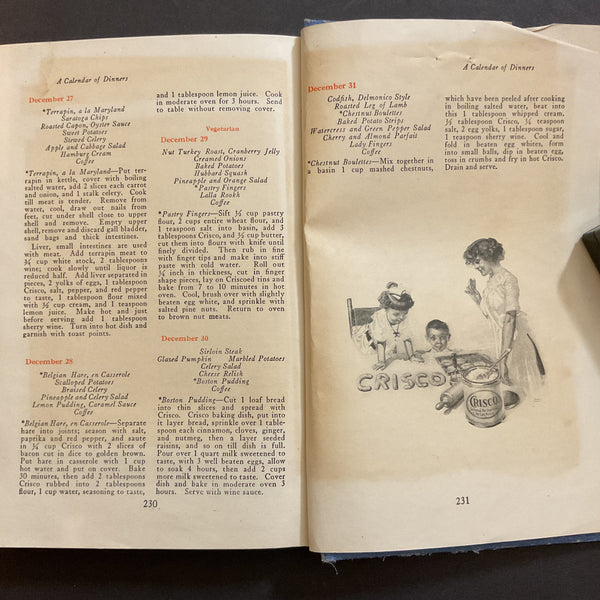 A Calendar of Dinners
December 27
*Terrapin, a la Maryland
Saratoga Chips
Roasted Capon, Oyster Sauce
Sweet Potatoes
Stewed Celery
Apple and Cabbage Salad
Hamburg Cream
Coffee
*Terrapin, a la Maryland—Put ter-
rapin in kettle, cover with boiling
salted water, add 2 slices each carrot
and onion, and 1 stalk celery. Cook
till meat is tender. Remove from
water, cool, draw out nails from
feet, cut under shell close to upper
shell and remove. Empty upper
shell, remove and discard gall bladder,
sand bags and thick intestines.
Liver, small intestines are used
with meat. Add terrapin meat to
¾ cup white stock, 2 tablespoons
wine; cook slowly until liquor is
reduced half. Add liver separated in
pieces, 2 yolks of eggs, 1 tablespoon
Crisco, salt, pepper, and red pepper
to taste, 1 tablespoon flour mixed
with ½ cup cream, and 1 teaspoon
lemon juice. Make hot and just
before serving add 1 tablespoon
sherry wine. Turn into hot dish and
garnish with toast points.
December 28
*Belgian Hare, en Casserole
Scalloped Potatoes
Braised Celery
Pineapple and Celery Salad
Lemon Pudding, Caramel Sauce
Coffee
*Belgian Hare, en Casserole—Separate
hare into joints; season with salt,
paprika and red pepper, and sauté
in ½ cup Crisco with 2 slices of
bacon cut in dice to golden brown.
Put hare in casserole with 1 cup
hot water and put on cover. Bake
30 minutes, then add 2 tablespoons
Crisco rubbed into 2 tablespoons
flour, 1 cup water, seasoning to taste,
and 1 tablespoon lemon juice. Cook
in moderate oven for 3 hours. Send
to table without removing cover.
Vegetarian
December 29
Nut Turkey Roast, Cranberry Jelly
Creamed Onions
Baked Potatoes
Hubbard Squash
Pineapple and Orange Salad
*Pastry Fingers
Lalla Rookh
Coffee
*Pastry Fingers—Sift ½ cup pastry
flour, 2 cups entire wheat flour, and
1 teaspoon salt into basin, add 3
tablespoons Crisco, and ½ cup butter,
cut them into flours with knife until
finely divided. Then rub in fine
with finger tips and make into stiff
paste with cold water. Roll out
¼ inch in thickness, cut in finger
shape pieces, lay on Criscoed tins and
bake for 7 to 10 minutes in hot
oven. Cool, brush over with slightly
beaten egg white, and sprinkle with
salted pine nuts. Return to oven
to brown nut meats.
December 30
Sirloin Steak
Glazed Pumpkin Marbled Potatoes
Celery Salad
Cheese Relish
*Boston Pudding
Coffee
*Boston Pudding—Cut 1 loaf bread
into thin slices and spread with
Crisco. Crisco baking dish, put into
it layer bread, sprinkle over 1 table-
spoon each cinnamon, cloves, ginger,
and nutmeg, then a layer seeded
raisins, and so on till dish is full.
Pour over 1 quart milk sweetened to
taste, with 3 well beaten eggs, allow
to soak 4 hours, then add 2 cups
more milk sweetened to taste. Cover
dish and bake in moderate oven 3
hours. Serve with wine sauce.
230
A Calendar of Dinners
December 31
Codfish, Delmonico Style
Roasted Leg of Lamb
*Chestnut Boulettes
Baked Potato Strips
Watercress and Green Pepper Salad
Cherry and Almond Parfait
Lady Fingers
Coffee
*Chestnut Boulettes—Mix together in
a basin 1 cup mashed chestnuts,
which have been peeled after cooking
in boiling salted water, beat into
this 1 tablespoon whipped cream,
½ tablespoon Crisco, ¼ teaspoon
salt, 2 egg yolks, 1 tablespoon sugar,
1 teaspoon sherry wine. Cool and
fold in beaten egg whites, form
into small balls, dip in beaten egg,
toss in crumbs and fry in hot Crisco.
Drain and serve.
CRISCO
CRISCO
231